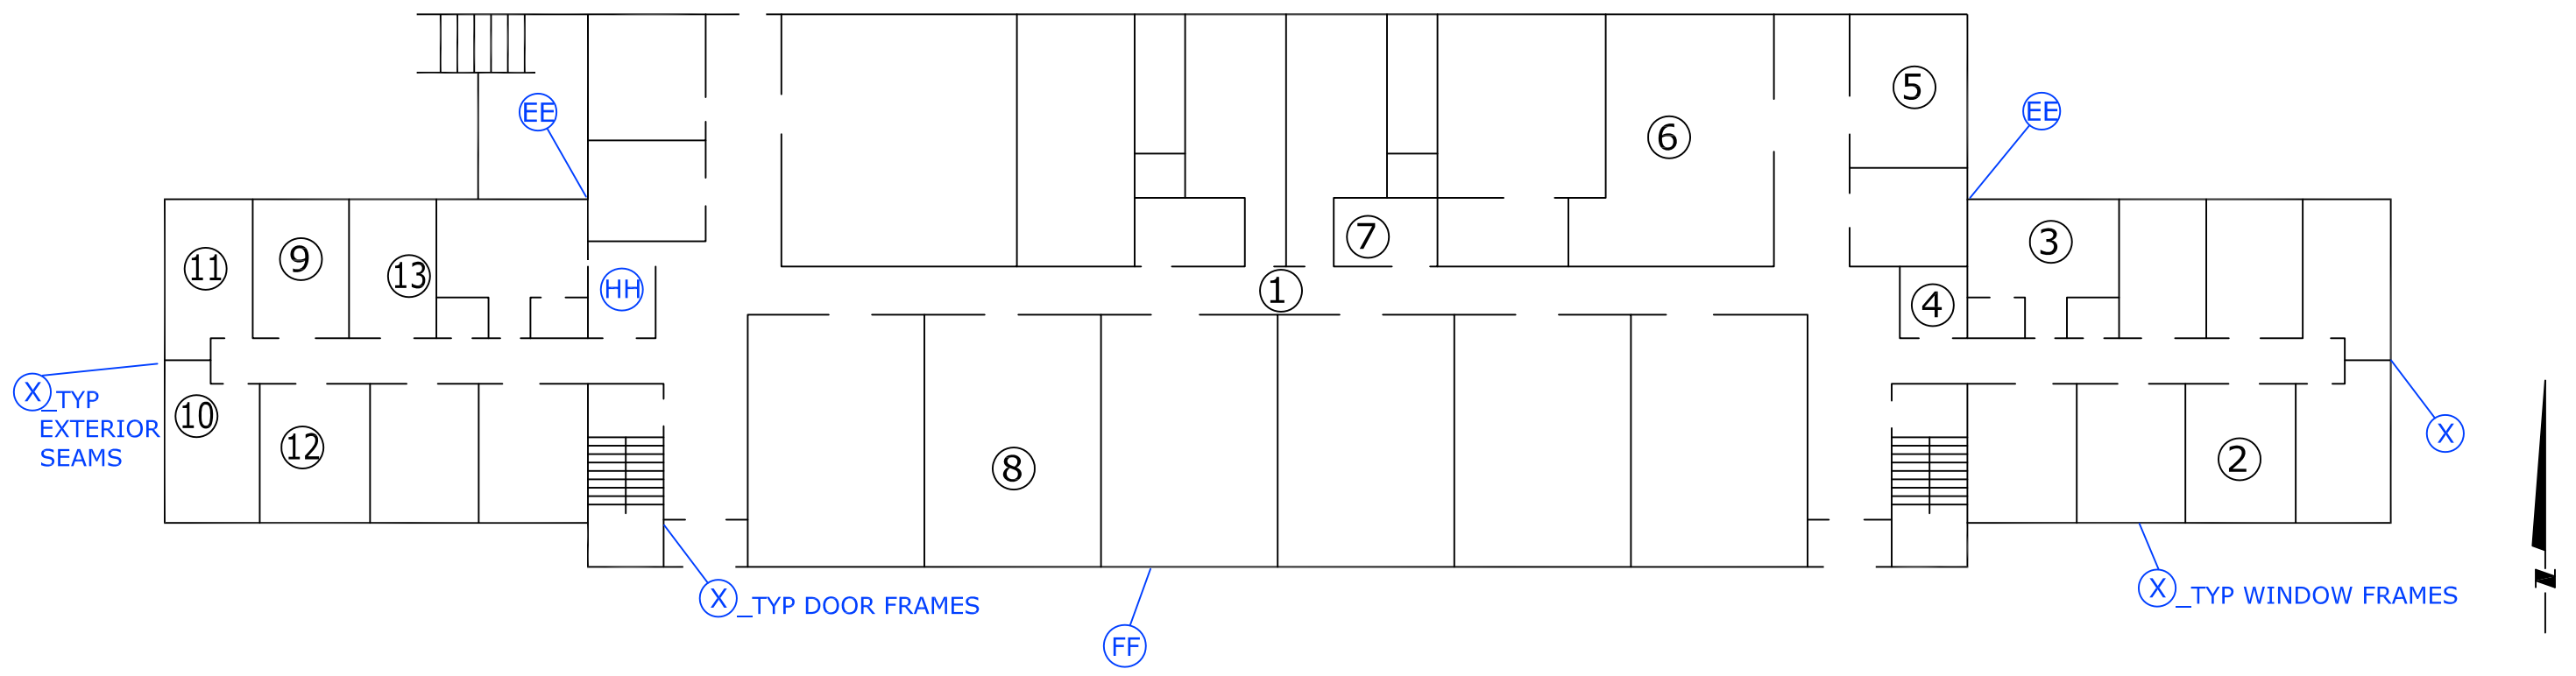 5
EE
EE
6
7
3
11
9
13
HH
1
4
X_TYP
EXTERIOR
SEAMS
10
12
8
2
X
X_TYP DOOR FRAMES
X_TYP WINDOW FRAMES
FF
N